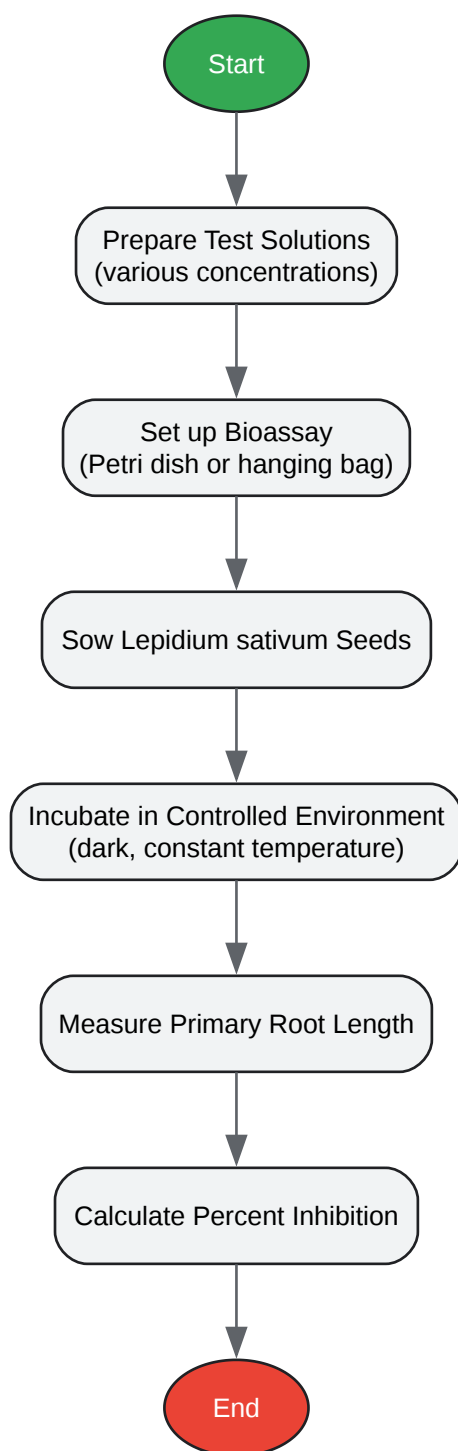 Start
Prepare Test Solutions
(various concentrations)
Set up Bioassay
(Petri dish or hanging bag)
Sow Lepidium sativum Seeds
Incubate in Controlled Environment
(dark, constant temperature)
Measure Primary Root Length
Calculate Percent Inhibition
End